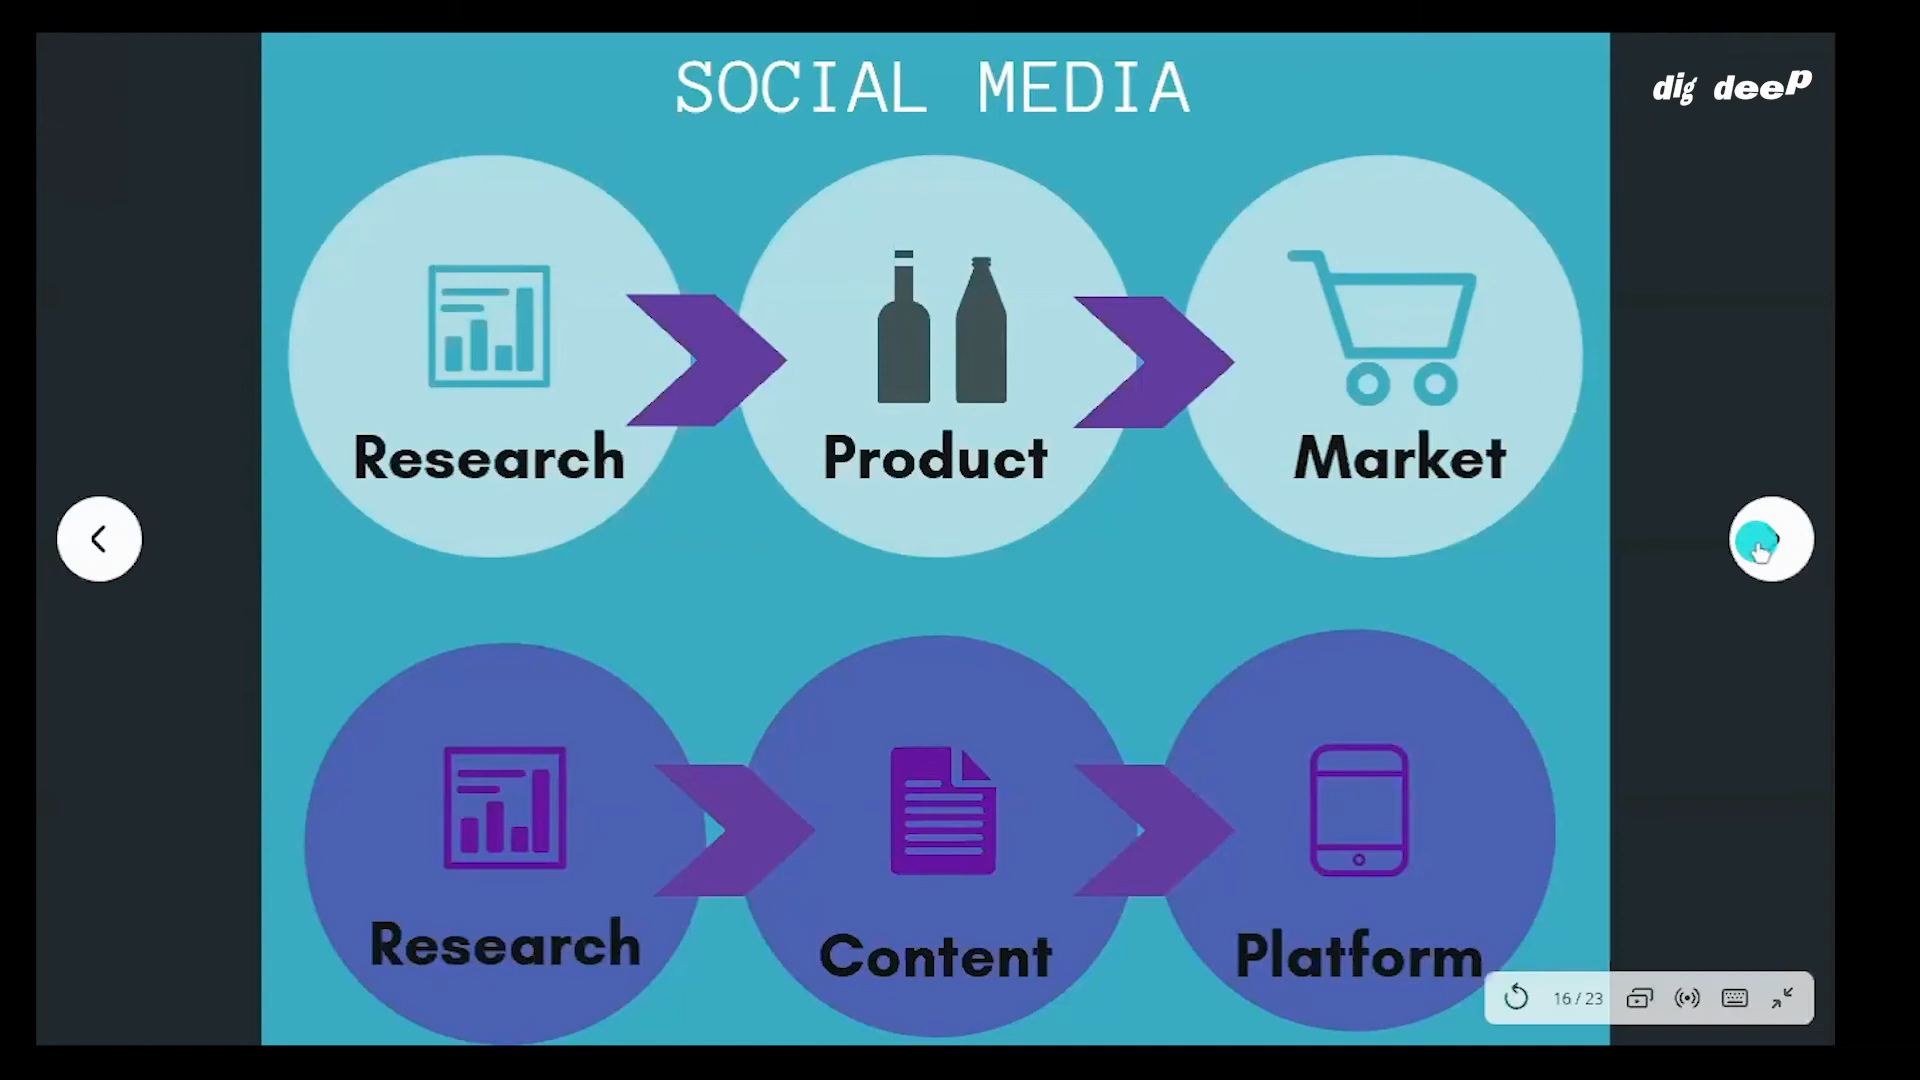 SOCIAL MEDIA
dig deep
Research
Product
Market
Research
Content
Platform
16 / 23